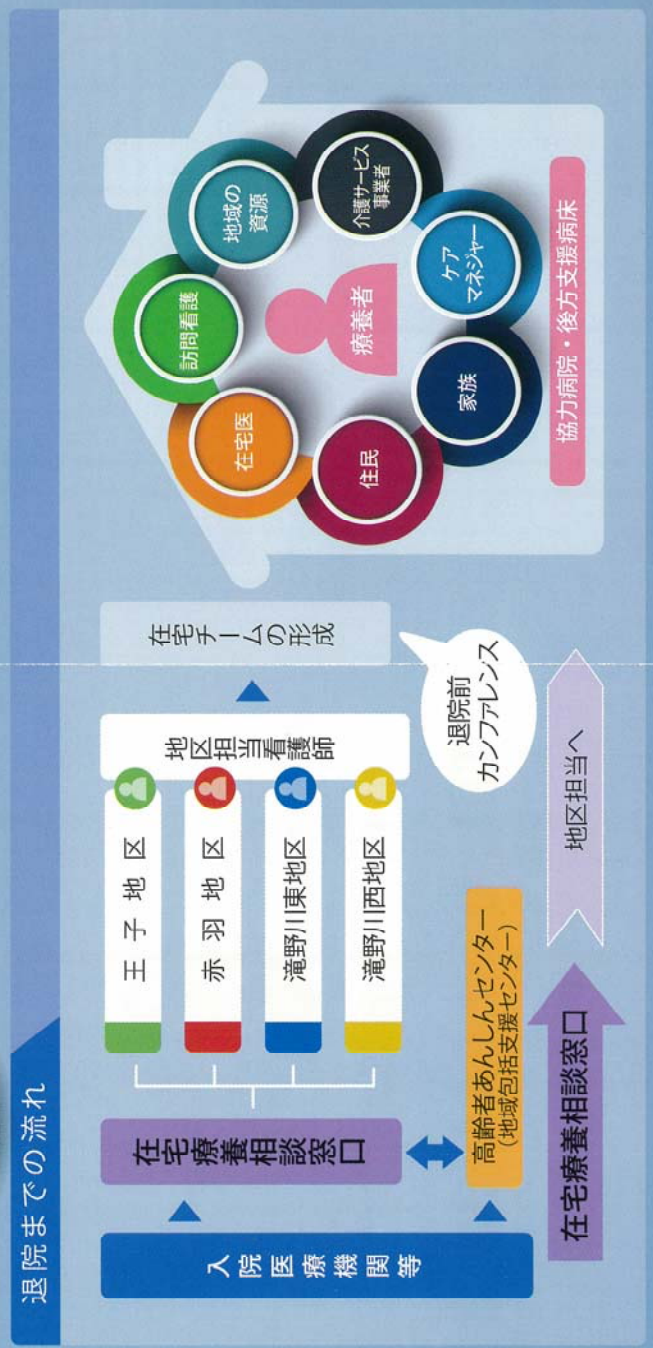 退院までの流れ
入院医療機関等
在宅療養相談窓口
高齢者あんしんセンター
(地域包括支援センター)
王子地区
赤羽地区
滝野川東地区
滝野川西地区
地区担当看護師
在宅チームの形成
退院前
カンファレンス
在宅療養相談窓口
地区担当へ
訪問看護
地域の
資源
介護サービス
事業者
ケア
マネジャー
家族
住民
在宅医
療養者
協力病院・後方支援病床